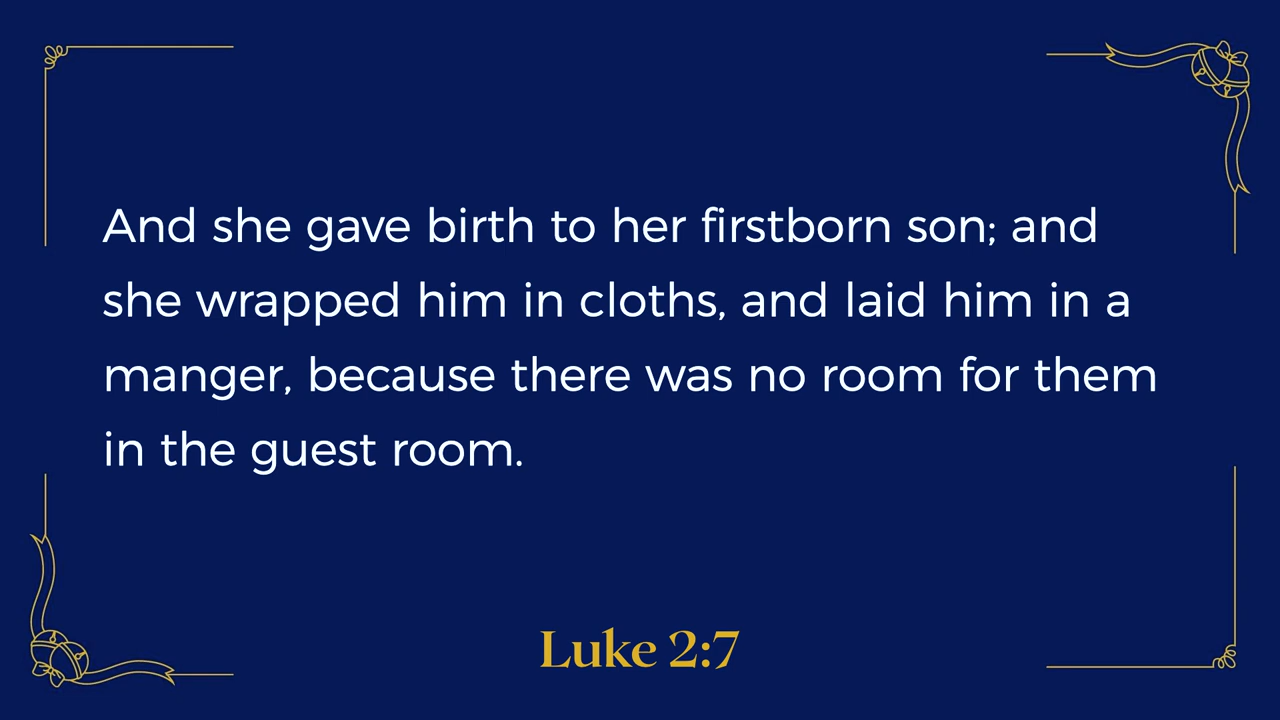 And she gave birth to her firstborn son; and
she wrapped him in cloths, and laid him in a
manger, because there was no room for them
in the guest room.
Luke 2:7